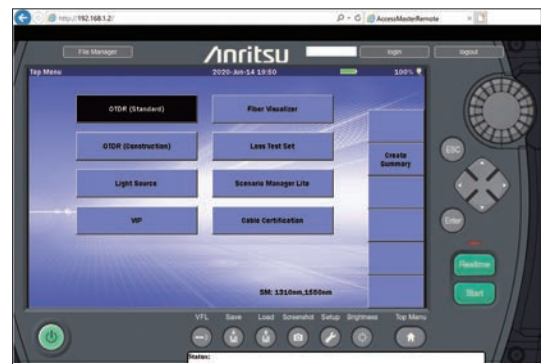 http://192.168.1.2/
AccessMasterRemote
File Manager
Anritsu
login
logout
Top Menu
2020-Jun-14 19:50
100%
OTDR (Standard)
Fiber Visualizer
OTDR (Construction)
Loss Test Set
Create Summary
Light Source
Scenario Manager Lite
VIP
Cable Certification
SM: 1310nm,1550nm
ESC
Enter
Realtime
Start
VFL
Save
Load
Screenshot
Setup
Brightness
Top Menu
Status: